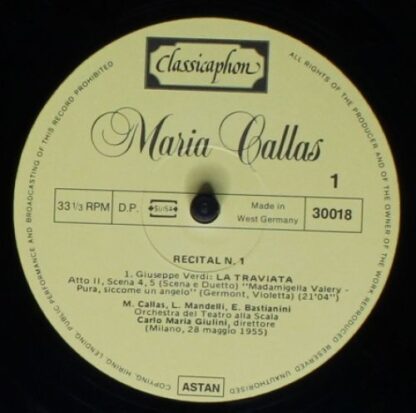 Classicaphon
Maria Callas
1
33 1/3 RPM
D.P.
SUISA
Made in
West Germany
30018
RECITAL N. 1
1. Giuseppe Verdi: LA TRAVIATA
Atto II, Scena 4, 5 (Scena e Duetto) "Madamigella Valery -
Pura, siccome un angelo" (Germont, Violetta) (21'04")
M. Callas, L. Mandelli, E. Bastianini
Orchestra del Teatro alla Scala
Carlo Maria Giulini, direttore
(Milano, 28 maggio 1955)
ASTAN
ALL RIGHTS OF THE PRODUCER AND OF THE OWNER OF THE WORK REPRODUCED RESERVED UNAUTHORISED COPYING, HIRING, LENDING, PUBLIC PERFORMANCE AND BROADCASTING OF THIS RECORD PROHIBITED